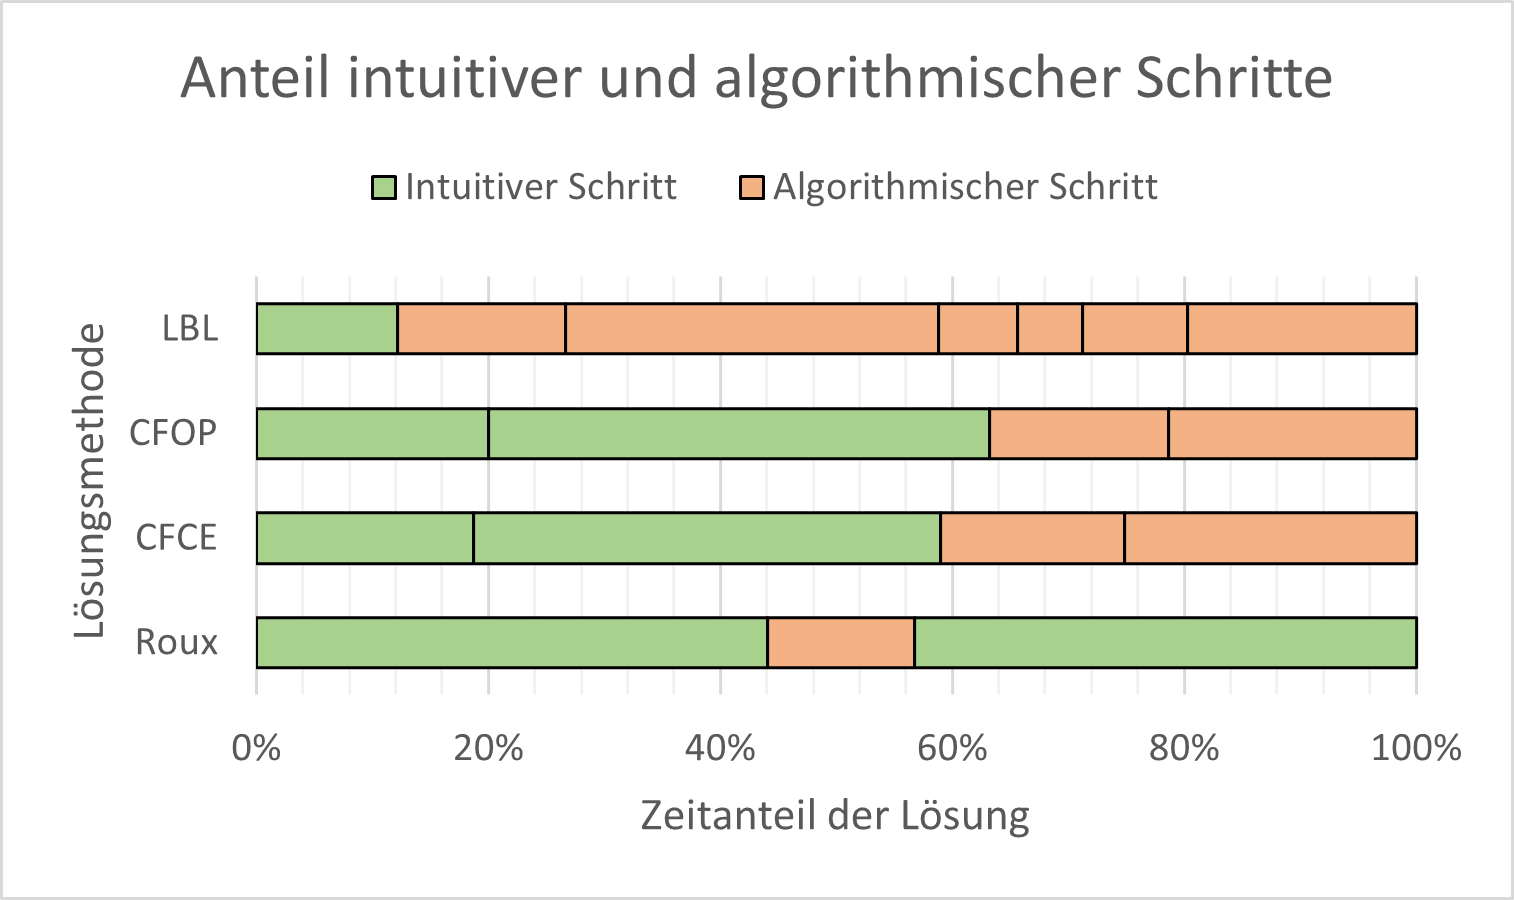 Anteil intuitiver und algorithmischer Schritte
Intuitiver Schritt
Algorithmischer Schritt
Lösungsmethode
LBL
CFOP
CFCE
Roux
0% 20% 40% 60% 80% 100%
Zeitanteil der Lösung